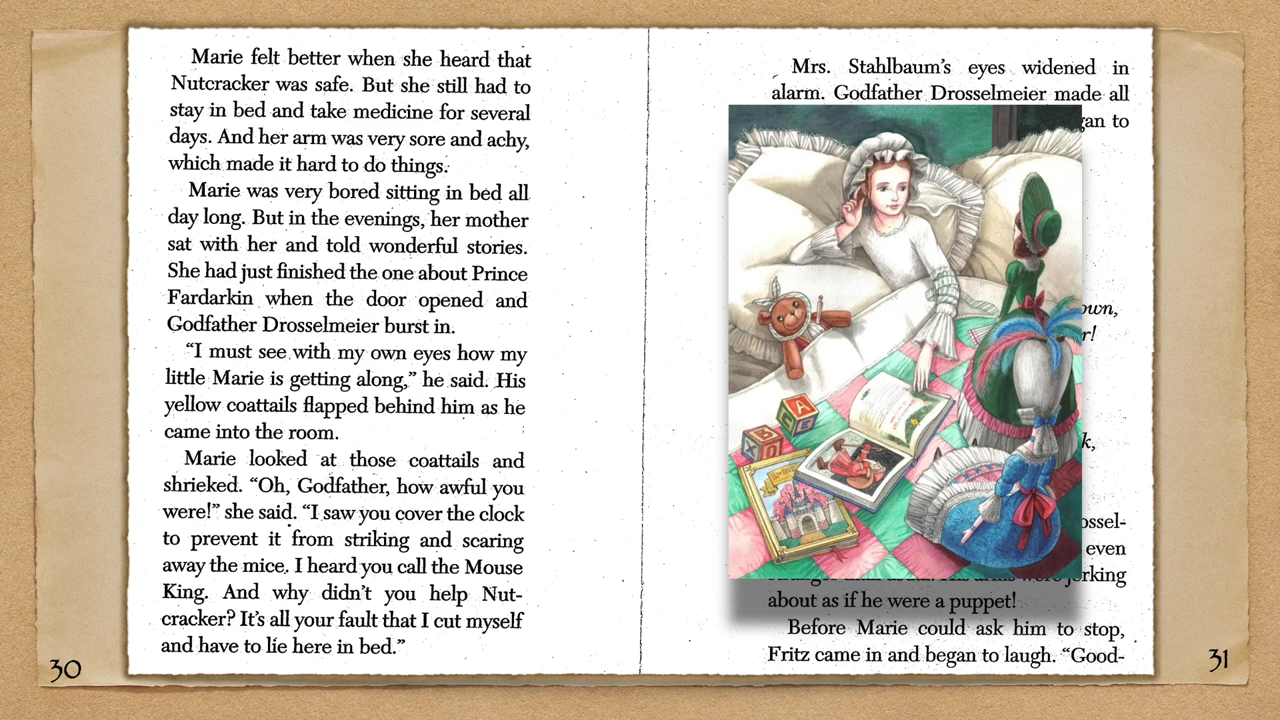 Marie felt better when she heard that
Nutcracker was safe. But she still had to
stay in bed and take medicine for several
days. And her arm was very sore and achy,
which made it hard to do things.
Marie was very bored sitting in bed all
day long. But in the evenings, her mother
sat with her and told wonderful stories.
She had just finished the one about Prince
Fardarkin when the door opened and
Godfather Drosselmeier burst in.
“I must see with my own eyes how my
little Marie is getting along,” he said. His
yellow coattails flapped behind him as he
came into the room.
Marie looked at those coattails and
shrieked. “Oh, Godfather, how awful you
were!” she said. “I saw you cover the clock
to prevent it from striking and scaring
away the mice. I heard you call the Mouse
King. And why didn’t you help Nut-
cracker? It’s all your fault that I cut myself
and have to lie here in bed.”
30
Mrs. Stahlbaum’s eyes widened in
alarm. Godfather Drosselmeier made all
to
own,
r!
k,
ossel-
even
jerking
about as if he were a puppet!
Before Marie could ask him to stop,
Fritz came in and began to laugh. “Good-
31
A